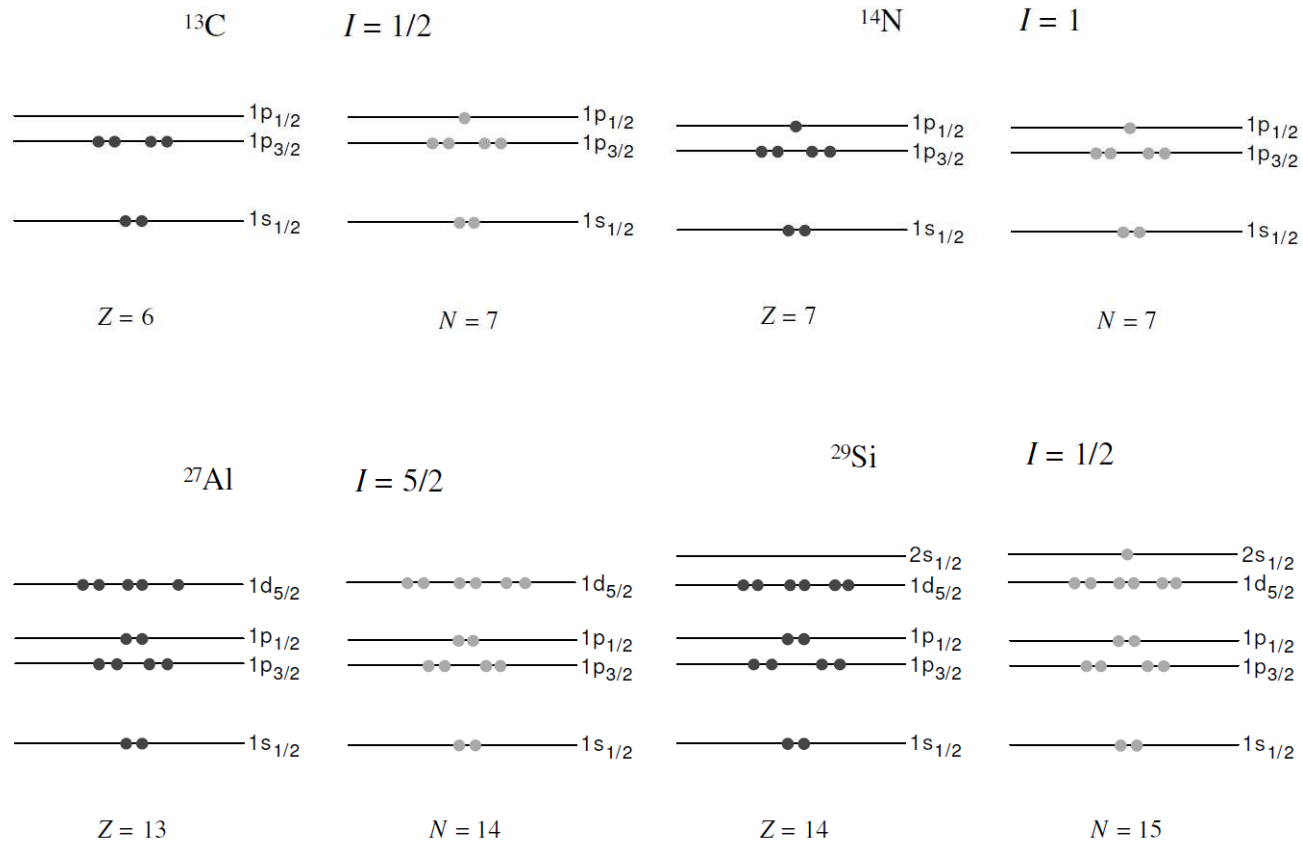 ¹³C I = 1/2
1p₁/₂ 1p₁/₂
1p₃/₂ 1p₃/₂
1s₁/₂ 1s₁/₂
Z = 6 N = 7
¹⁴N I = 1
1p₁/₂ 1p₁/₂
1p₃/₂ 1p₃/₂
1s₁/₂ 1s₁/₂
Z = 7 N = 7
²⁷Al I = 5/2
1d₅/₂ 1d₅/₂
1p₁/₂ 1p₁/₂
1p₃/₂ 1p₃/₂
1s₁/₂ 1s₁/₂
Z = 13 N = 14
²⁹Si I = 1/2
2s₁/₂ 2s₁/₂
1d₅/₂ 1d₅/₂
1p₁/₂ 1p₁/₂
1p₃/₂ 1p₃/₂
1s₁/₂ 1s₁/₂
Z = 14 N = 15